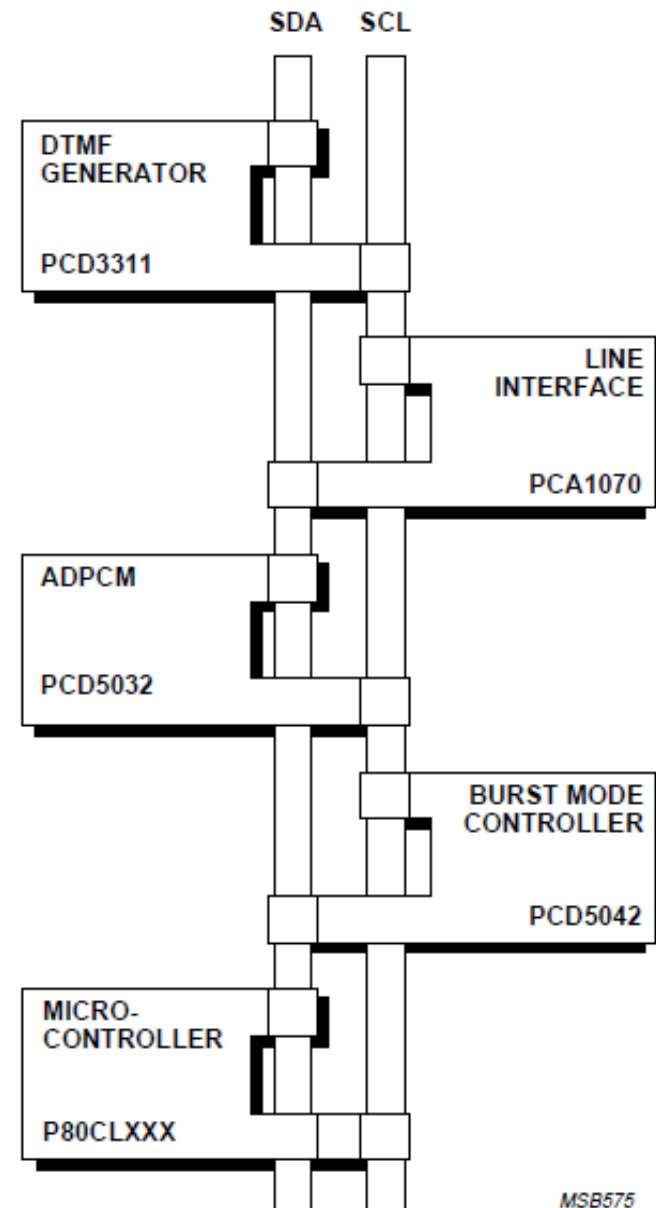 SDA SCL
DTMF
GENERATOR
PCD3311
LINE
INTERFACE
PCA1070
ADPCM
PCD5032
BURST MODE
CONTROLLER
PCD5042
MICRO-
CONTROLLER
P80CLXXX
MSB575